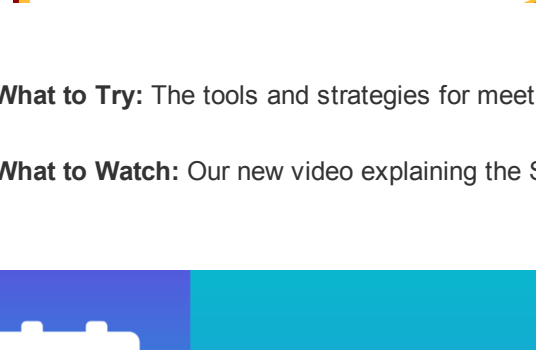 What to Try: The tools and strategies for meet
What to Watch: Our new video explaining the S